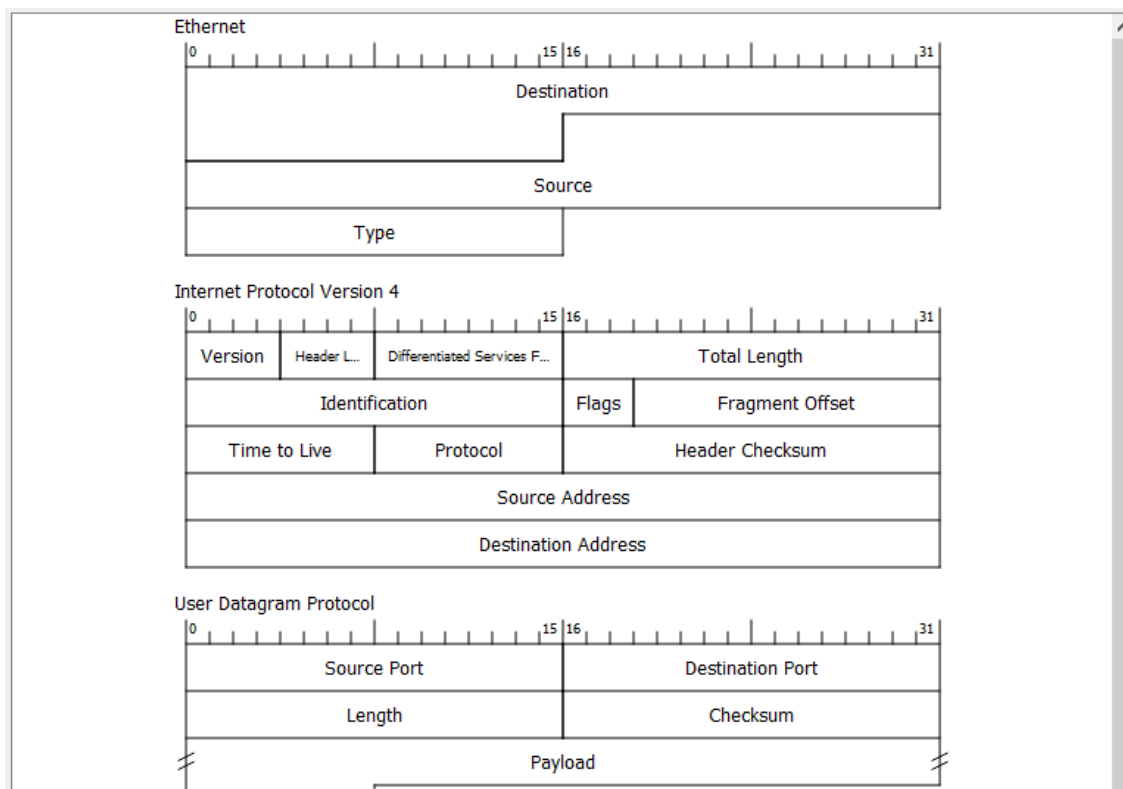 Ethernet
0 15 16 31
Destination
Source
Type
Internet Protocol Version 4
0 15 16 31
Version Header L... Differentiated Services F... Total Length
Identification Flags Fragment Offset
Time to Live Protocol Header Checksum
Source Address
Destination Address
User Datagram Protocol
0 15 16 31
Source Port Destination Port
Length Checksum
Payload